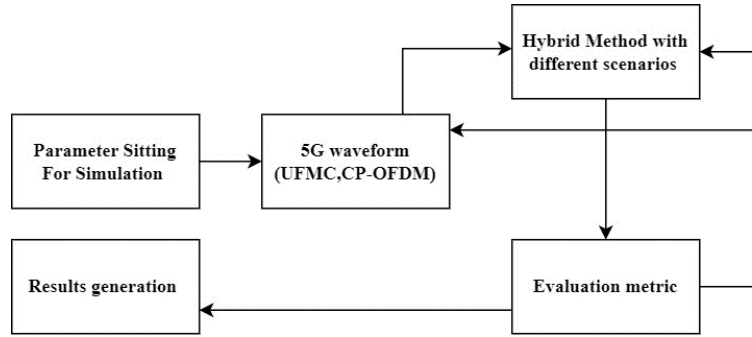 Hybrid Method with
different scenarios
Parameter Sitting
For Simulation
5G waveform
(UFMC,CP-OFDM)
Results generation
Evaluation metric